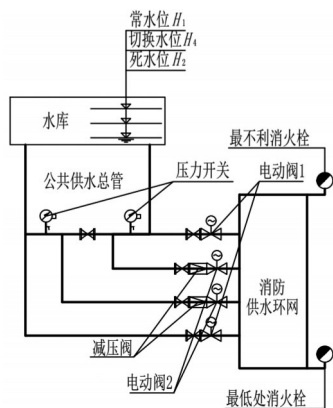 常水位H₁
切换水位H₄
死水位H₂
水库
最不利消火栓
公共供水总管
压力开关
电动阀1
消防
供水环网
减压阀
电动阀2
最低处消火栓